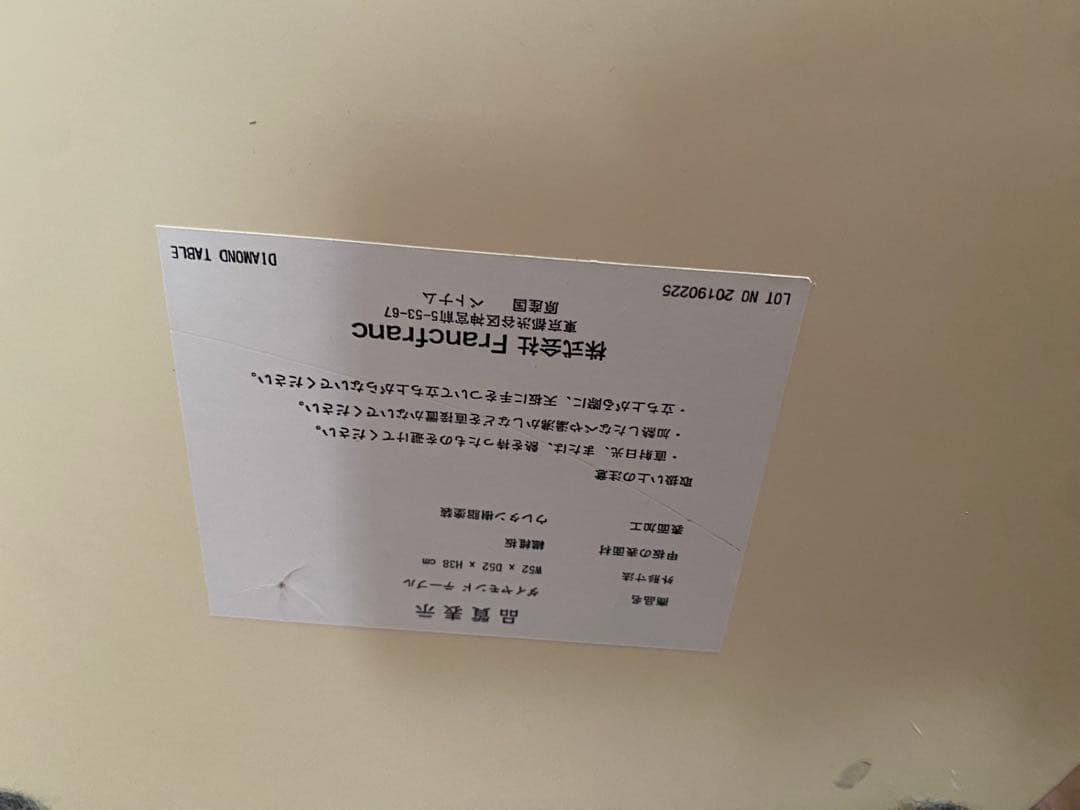 品質表示
商品名 ダイヤモンド テーブル
外形寸法 W52 × D52 × H38 cm
甲板の表面材 繊維板
表面加工 ウレタン樹脂塗装
取扱い上の注意
・直射日光、または、熱を持ったものを避けてください。
・加熱したなべや湯沸かしなどを直接置かないでください。
・立ち上がる際に、天板に手をついて立ち上がらないでください。
株式会社 Francfranc
東京都渋谷区神宮前5-53-67
原産国 ベトナム
LOT NO 20190225 DIAMOND TABLE